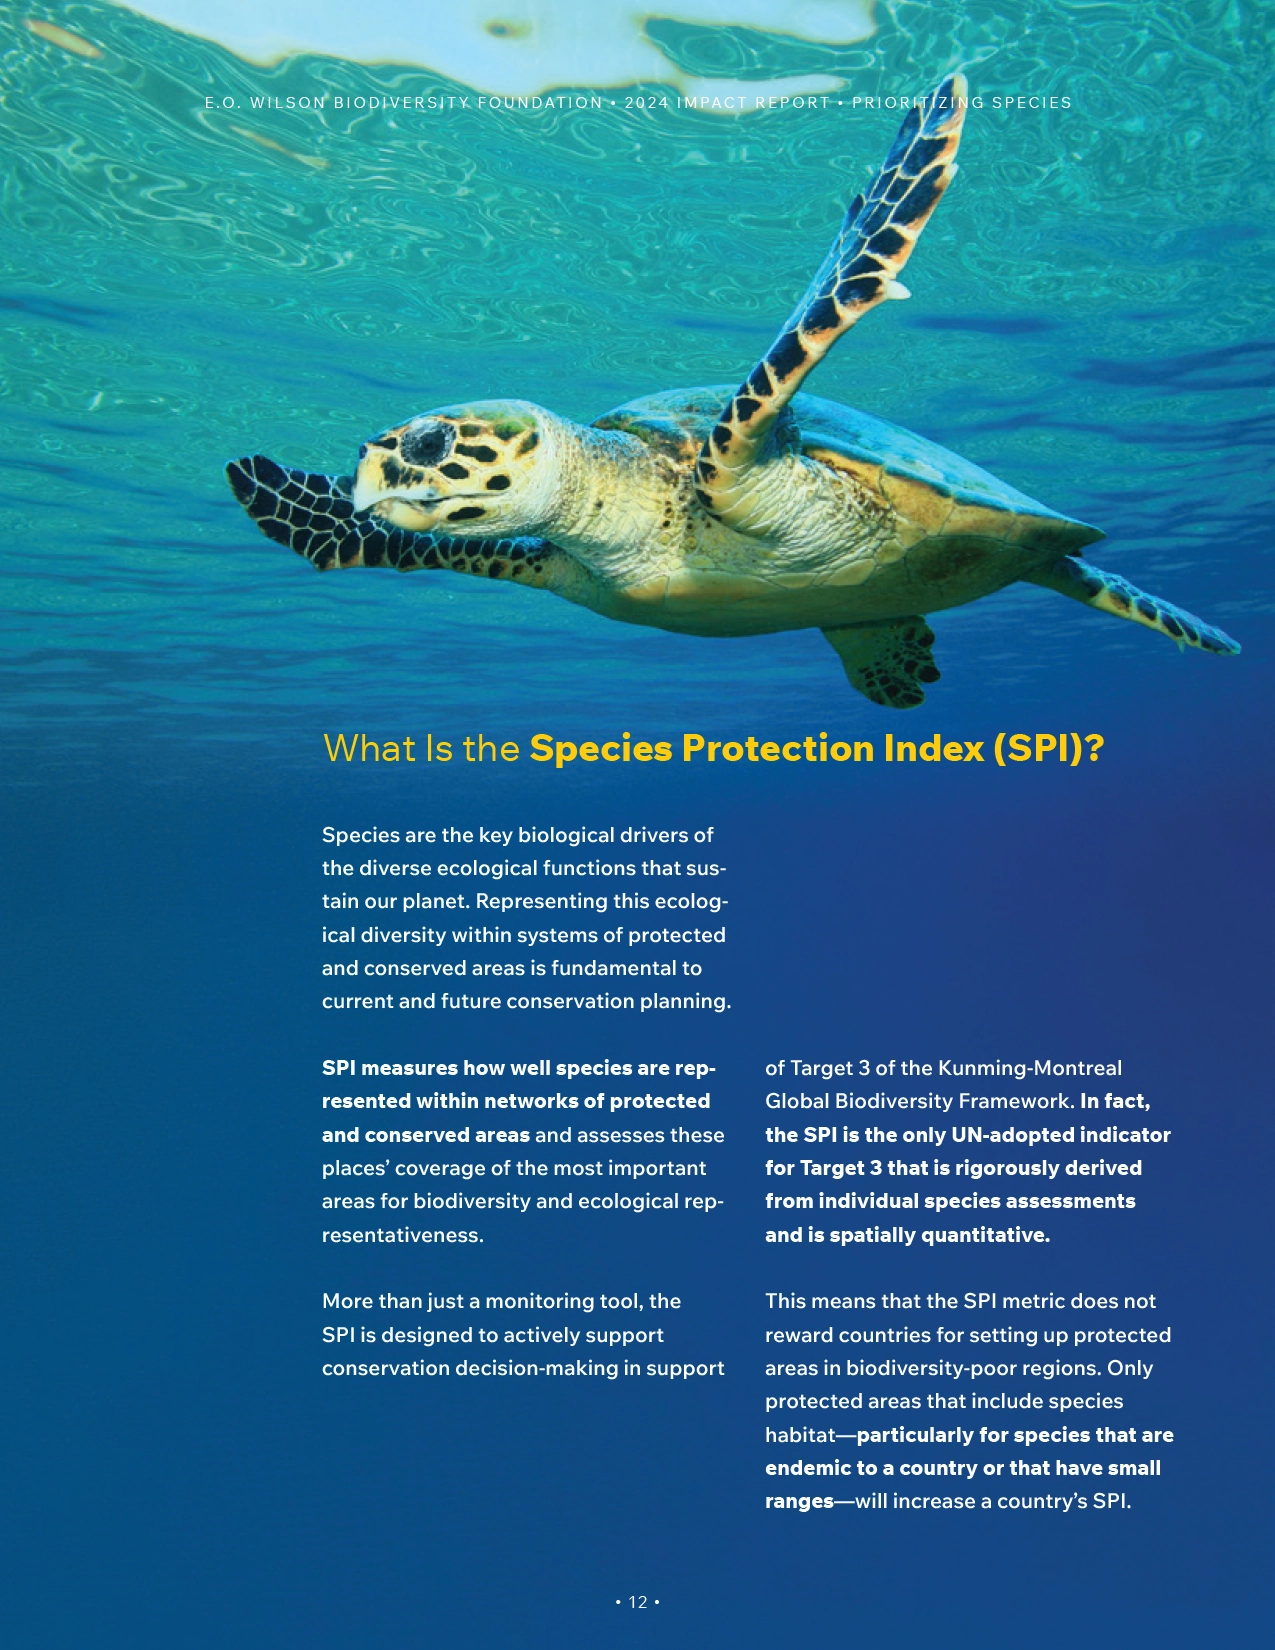 E.O. WILSON BIODIVERSITY FOUNDATION • 2024 IMPACT REPORT • PRIORITIZING SPECIES
What Is the Species Protection Index (SPI)?
Species are the key biological drivers of
the diverse ecological functions that sus-
tain our planet. Representing this ecolog-
ical diversity within systems of protected
and conserved areas is fundamental to
current and future conservation planning.
SPI measures how well species are rep-
resented within networks of protected
and conserved areas and assesses these
places’ coverage of the most important
areas for biodiversity and ecological rep-
resentativeness.
More than just a monitoring tool, the
SPI is designed to actively support
conservation decision-making in support
of Target 3 of the Kunming-Montreal
Global Biodiversity Framework. In fact,
the SPI is the only UN-adopted indicator
for Target 3 that is rigorously derived
from individual species assessments
and is spatially quantitative.
This means that the SPI metric does not
reward countries for setting up protected
areas in biodiversity-poor regions. Only
protected areas that include species
habitat—particularly for species that are
endemic to a country or that have small
ranges—will increase a country’s SPI.
• 12 •